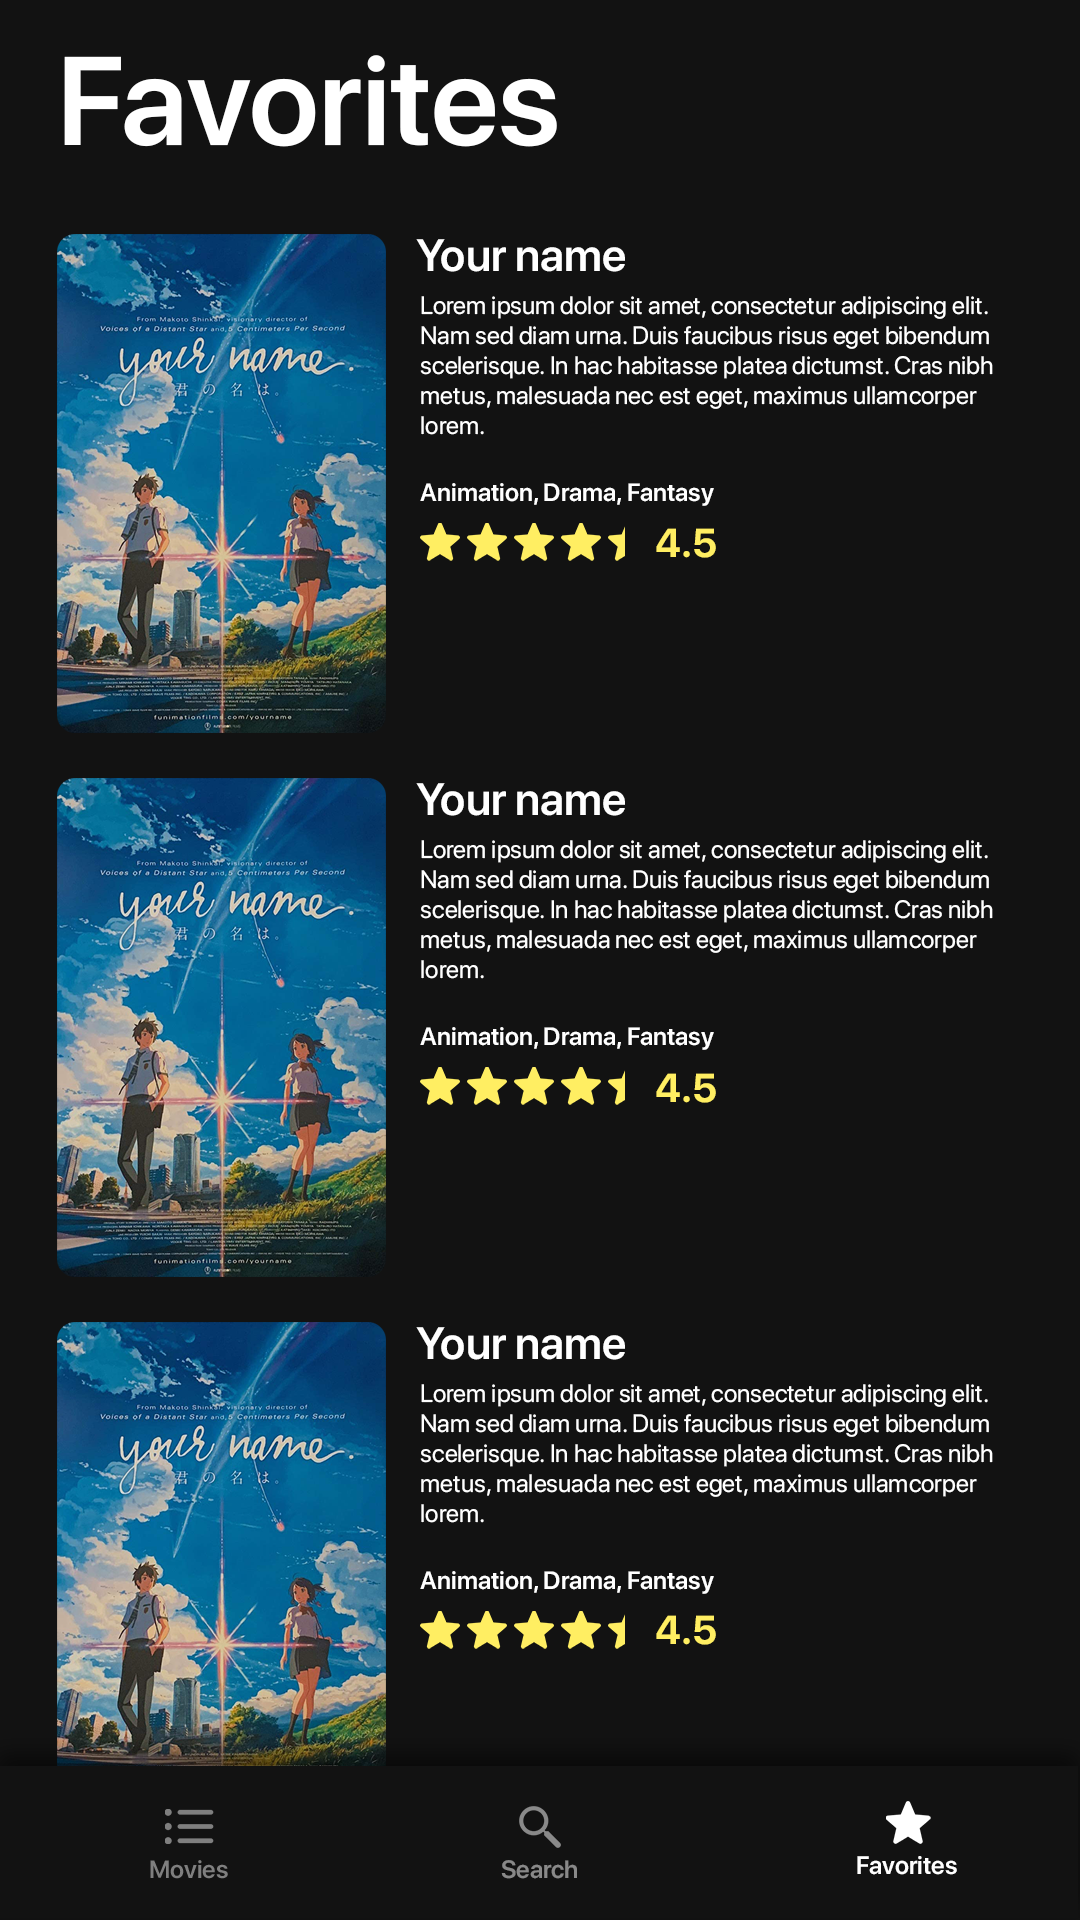 Favorites
From Makoto Shinkai, visionary director of
Voices of a Distant Star and 5 Centimeters Per Second
your name.
君の名は。
funimationfilms.com/yourname
Your name
Lorem ipsum dolor sit amet, consectetur adipiscing elit.
Nam sed diam urna. Duis faucibus risus eget bibendum
scelerisque. In hac habitasse platea dictumst. Cras nibh
metus, malesuada nec est eget, maximus ullamcorper
lorem.
Animation, Drama, Fantasy
4.5
From Makoto Shinkai, visionary director of
Voices of a Distant Star and 5 Centimeters Per Second
your name.
君の名は。
funimationfilms.com/yourname
Your name
Lorem ipsum dolor sit amet, consectetur adipiscing elit.
Nam sed diam urna. Duis faucibus risus eget bibendum
scelerisque. In hac habitasse platea dictumst. Cras nibh
metus, malesuada nec est eget, maximus ullamcorper
lorem.
Animation, Drama, Fantasy
4.5
From Makoto Shinkai, visionary director of
Voices of a Distant Star and 5 Centimeters Per Second
your name.
君の名は。
Your name
Lorem ipsum dolor sit amet, consectetur adipiscing elit.
Nam sed diam urna. Duis faucibus risus eget bibendum
scelerisque. In hac habitasse platea dictumst. Cras nibh
metus, malesuada nec est eget, maximus ullamcorper
lorem.
Animation, Drama, Fantasy
4.5
Movies
Search
Favorites